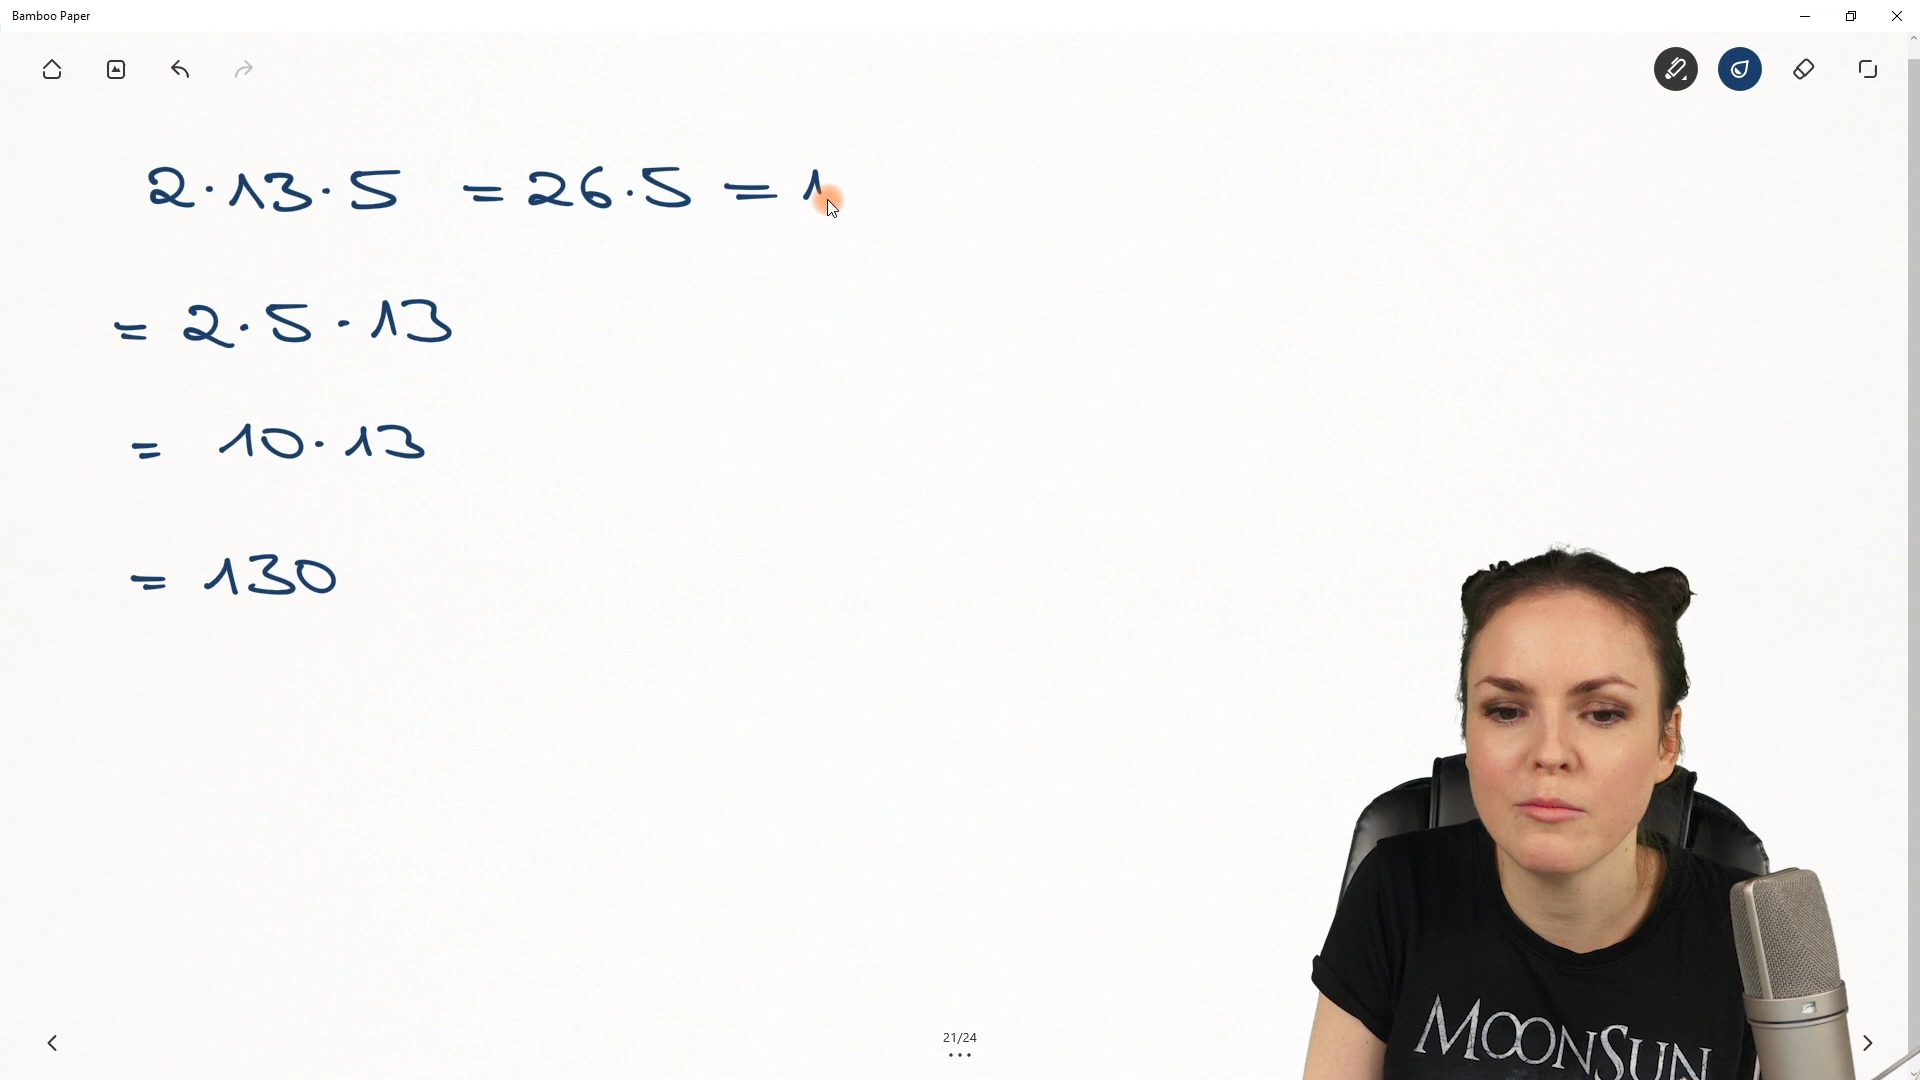 Bamboo Paper
2·13·5 = 26·5 = 1
= 2·5·13
= 10·13
= 130
MOONSUN
21/24